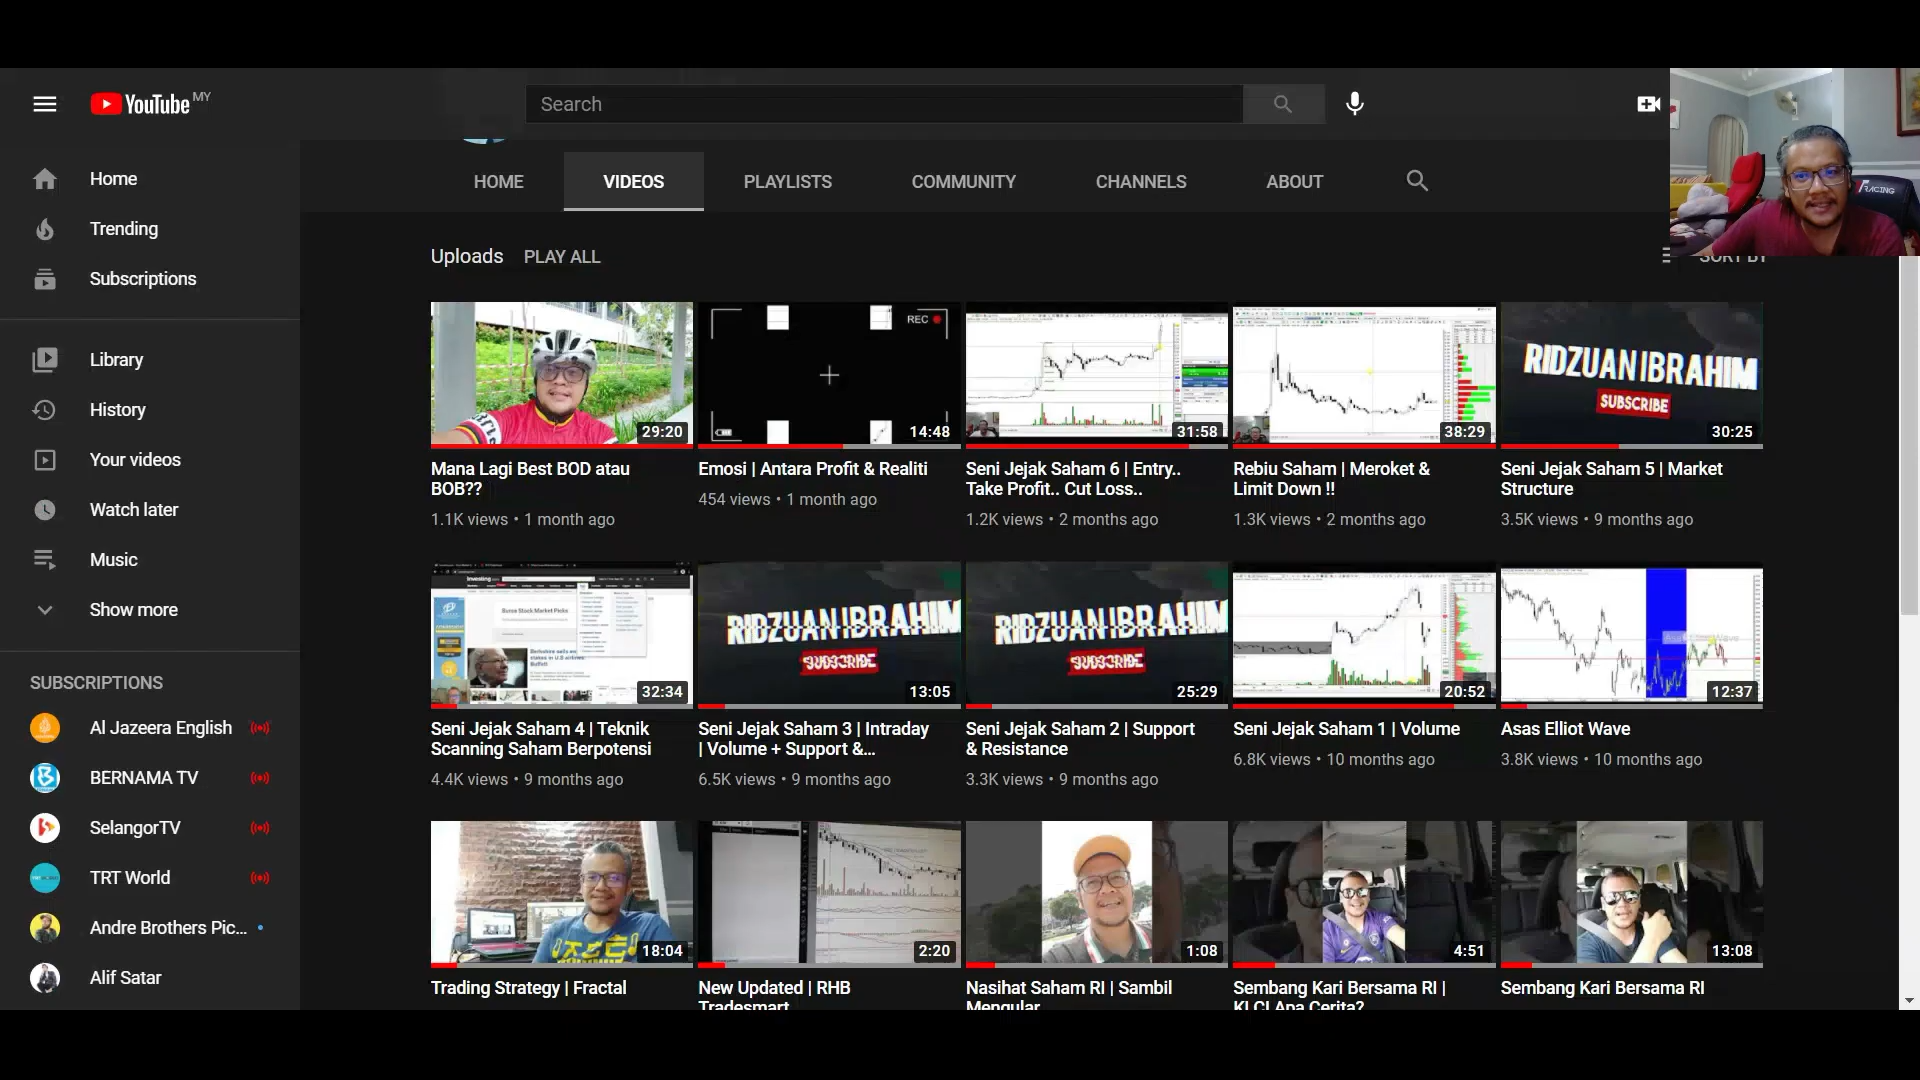 YouTube MY
Search
RACING
Home
Trending
Subscriptions
Library
History
Your videos
Watch later
Music
Show more
SUBSCRIPTIONS
Al Jazeera English
BERNAMA TV
SelangorTV
TRT World
Andre Brothers Pic...
Alif Satar
HOME VIDEOS PLAYLISTS COMMUNITY CHANNELS ABOUT
Uploads PLAY ALL
SORT BY
29:20
Mana Lagi Best BOD atau
BOB??
1.1K views • 1 month ago
REC
14:48
Emosi | Antara Profit & Realiti
454 views • 1 month ago
31:58
Seni Jejak Saham 6 | Entry..
Take Profit.. Cut Loss..
1.2K views • 2 months ago
38:29
Rebiu Saham | Meroket &
Limit Down !!
1.3K views • 2 months ago
RIDZUAN IBRAHIM
SUBSCRIBE
30:25
Seni Jejak Saham 5 | Market
Structure
3.5K views • 9 months ago
Investing
32:34
Seni Jejak Saham 4 | Teknik
Scanning Saham Berpotensi
4.4K views • 9 months ago
RIDZUAN IBRAHIM
SUBSCRIBE
13:05
Seni Jejak Saham 3 | Intraday
| Volume + Support &...
6.5K views • 9 months ago
RIDZUAN IBRAHIM
SUBSCRIBE
25:29
Seni Jejak Saham 2 | Support
& Resistance
3.3K views • 9 months ago
20:52
Seni Jejak Saham 1 | Volume
6.8K views • 10 months ago
12:37
Asas Elliot Wave
3.8K views • 10 months ago
18:04
Trading Strategy | Fractal
2:20
New Updated | RHB
Tradesmart
1:08
Nasihat Saham RI | Sambil
Mengular
4:51
Sembang Kari Bersama RI |
KLCI Apa Cerita?
13:08
Sembang Kari Bersama RI